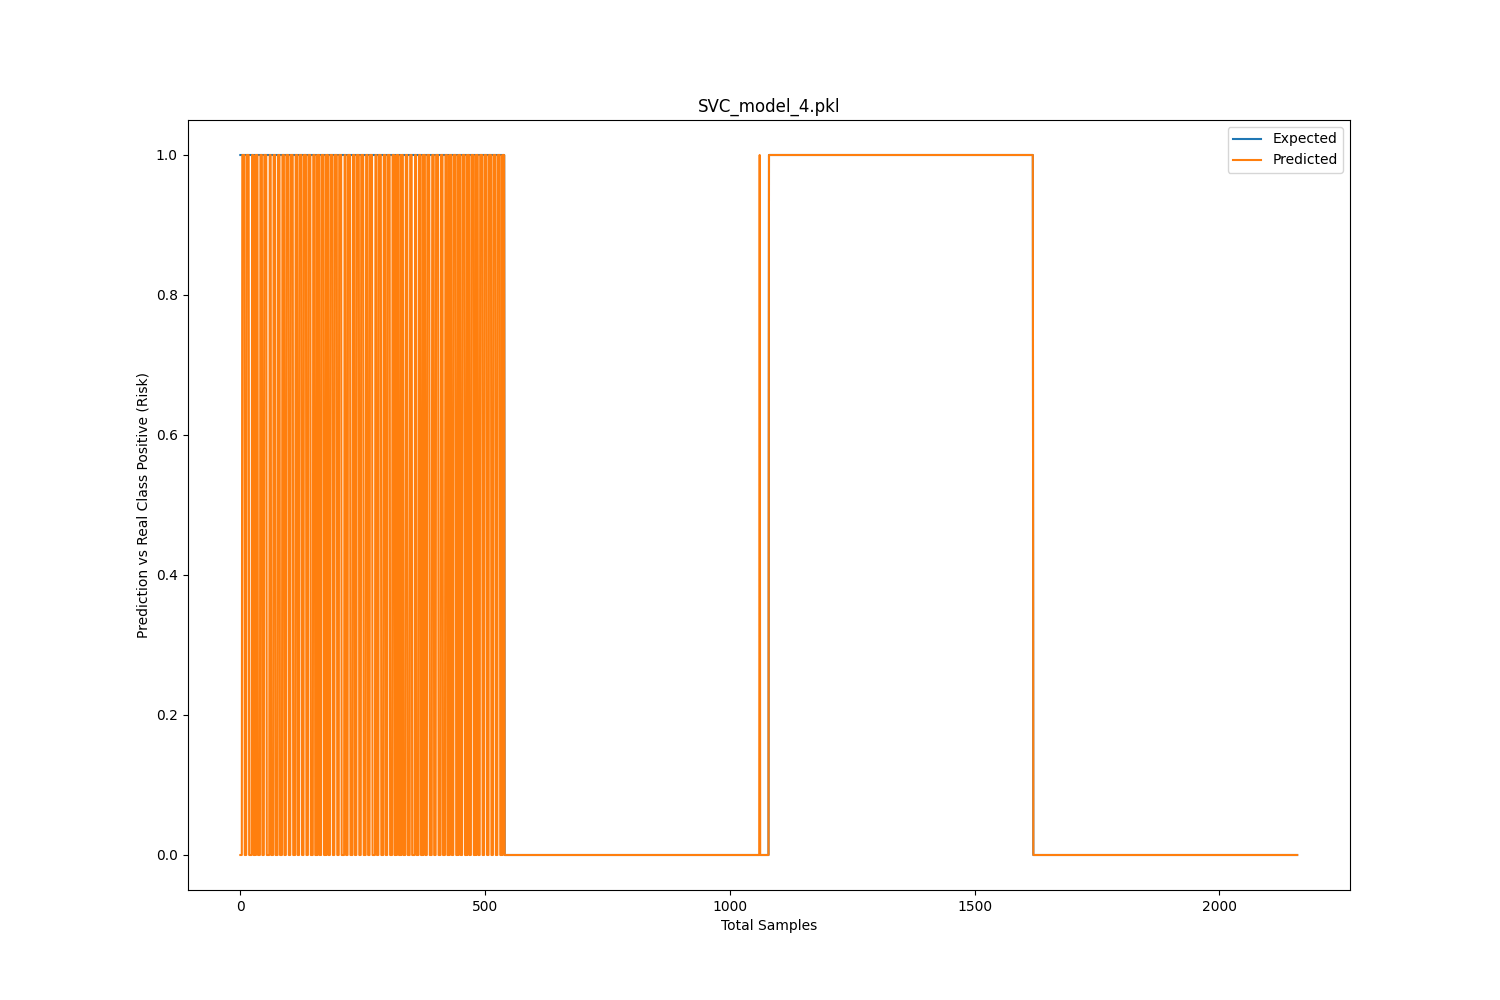 SVC_model_4.pkl
Expected
Predicted
1.0
0.8
0.6
0.4
0.2
0.0
Prediction vs Real Class Positive (Risk)
0
500
1000
1500
2000
Total Samples